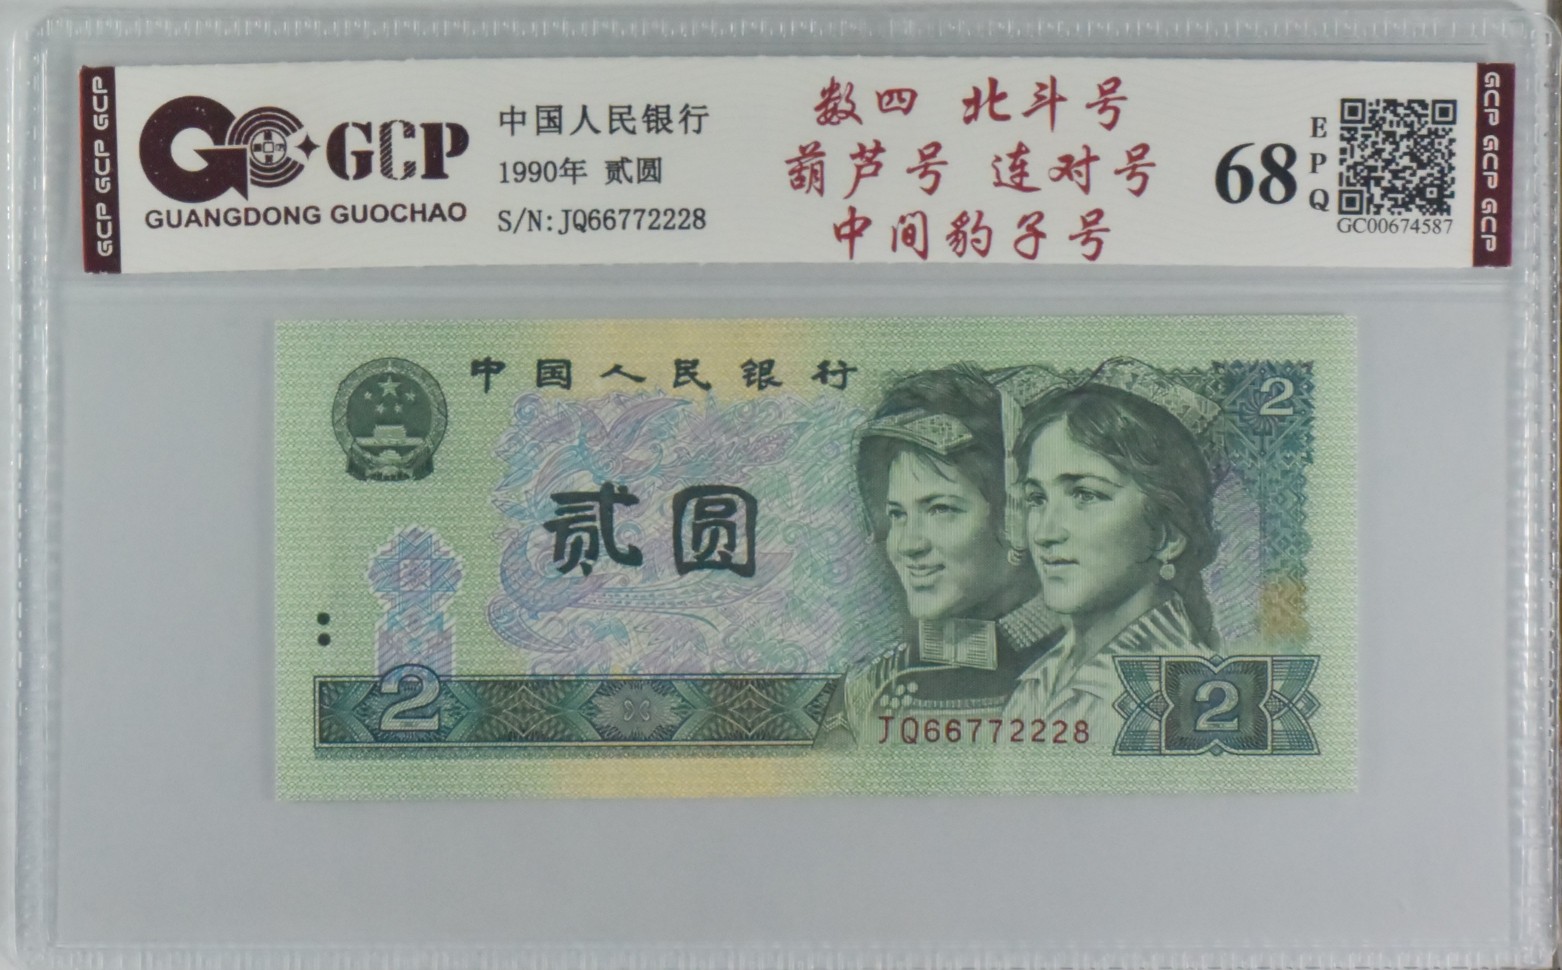 GCP GCP GCP
GCP
GUANGDONG GUOCHAO
中国人民银行
1990年 贰圆
S/N:JQ66772228
数四 北斗号
葫芦号 连对号
中间豹子号
68
EPQ
GC00674587
GCP GCP GCP
中国人民银行
2
贰圆
2
JQ66772228
2